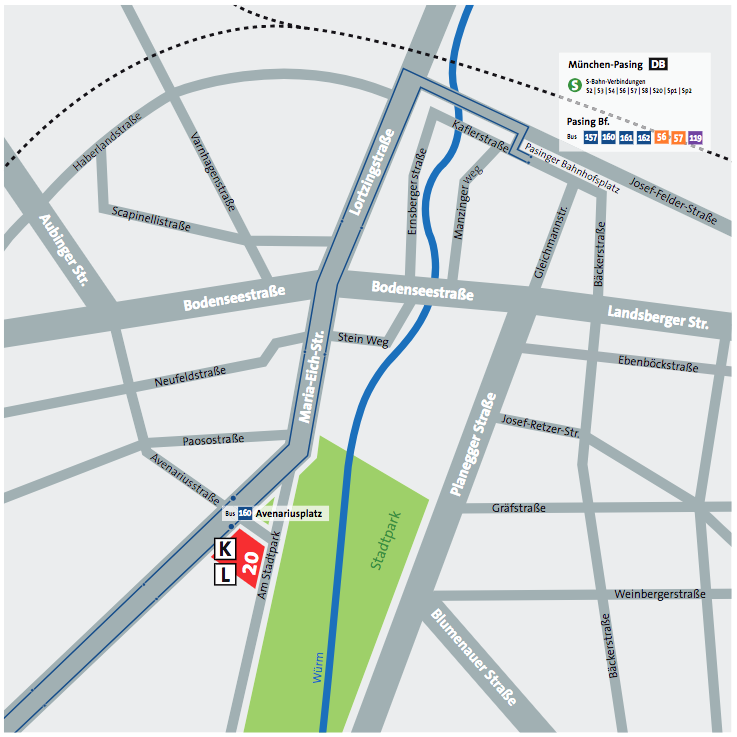 München-Pasing DB
S S-Bahn-Verbindungen
S2 | S3 | S4 | S6 | S7 | S8 | S20 | Sp1 | Sp2
Pasing Bf.
Bus 157 160 161 162 56 57 119
Haberlandstraße
Varnhagenstraße
Scapinellistraße
Aubinger Str.
Lortzingstraße
Kaflerstraße
Pasinger Bahnhofsplatz
Josef-Felder-Straße
Ernsberger straße
Manzinger weg
Gleichmannstr.
Bäckerstraße
Bodenseestraße
Bodenseestraße
Landsberger Str.
Stein Weg
Maria-Eich-Str.
Neufeldstraße
Ebenböckstraße
Planegger Straße
Josef-Retzer-Str.
Paosostraße
Avenariusstraße
Bus 160 Avenariusplatz
Gräfstraße
Stadtpark
K
L
20
Am Stadtpark
Weinbergerstraße
Blumenauer Straße
Bäckerstraße
Würm